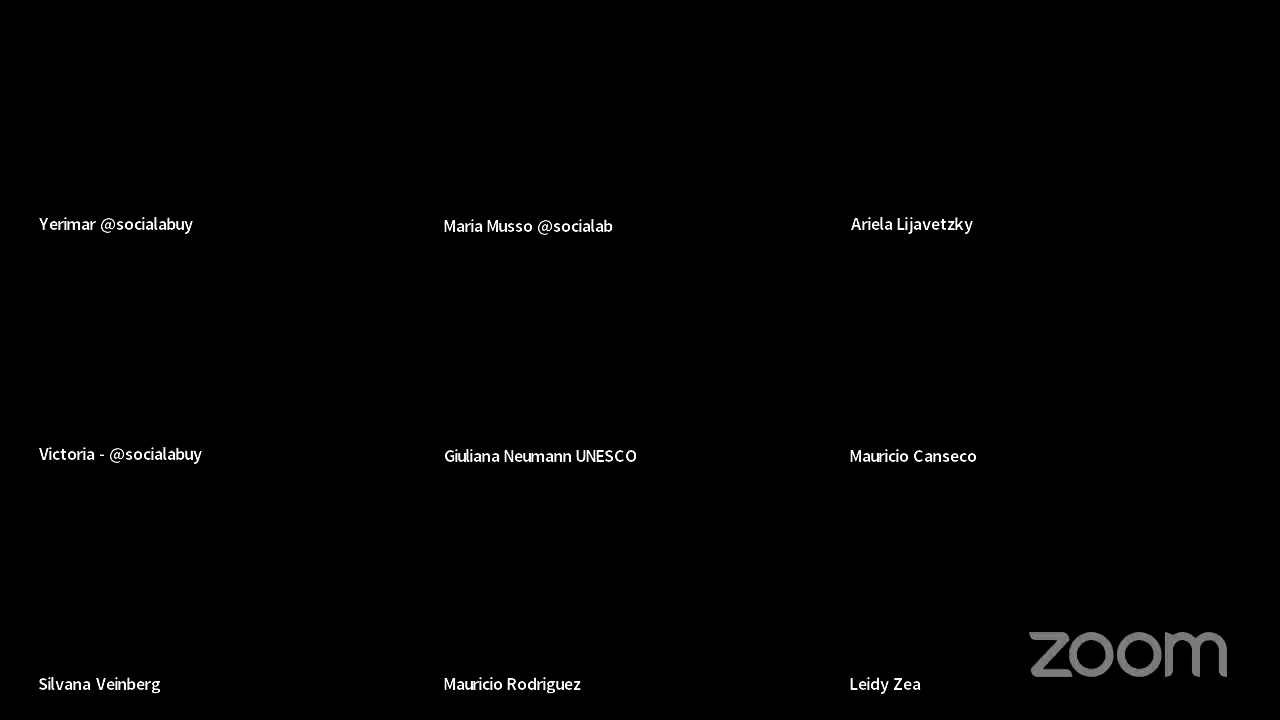 Yerimar @socialabuy
Maria Musso @socialab
Ariela Lijavetzky
Victoria - @socialabuy
Giuliana Neumann UNESCO
Mauricio Canseco
Silvana Veinberg
Mauricio Rodriguez
Leidy Zea
zoom